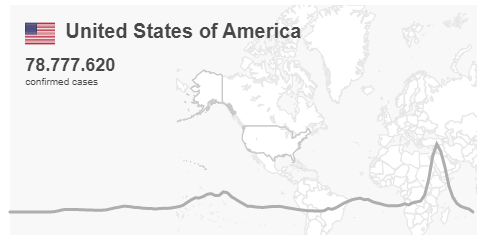 United States of America
78.777.620
confirmed cases